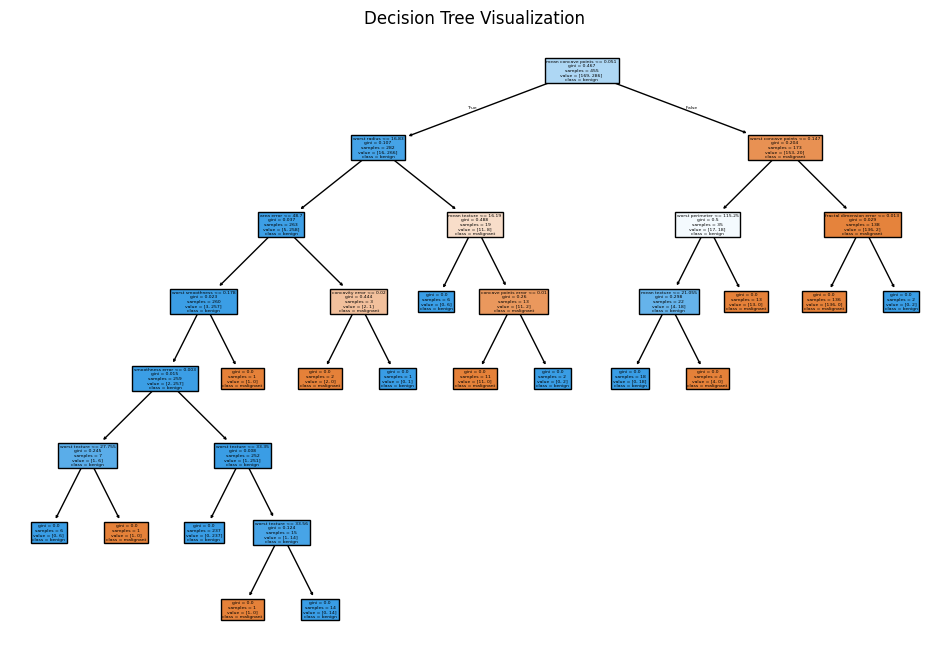 Decision Tree Visualization
mean concave points <= 0.051
gini = 0.467
samples = 455
value = [169, 286]
class = benign
True
False
worst radius <= 16.83
gini = 0.107
samples = 282
value = [16, 266]
class = benign
worst concave points <= 0.147
gini = 0.204
samples = 173
value = [153, 20]
class = malignant
area error <= 48.7
gini = 0.037
samples = 263
value = [5, 258]
class = benign
mean texture <= 16.19
gini = 0.488
samples = 19
value = [11, 8]
class = malignant
worst perimeter <= 115.25
gini = 0.5
samples = 35
value = [17, 18]
class = benign
fractal dimension error <= 0.013
gini = 0.029
samples = 138
value = [136, 2]
class = malignant
worst smoothness <= 0.178
gini = 0.023
samples = 260
value = [3, 257]
class = benign
concavity error <= 0.02
gini = 0.444
samples = 3
value = [2, 1]
class = malignant
gini = 0.0
samples = 6
value = [0, 6]
class = benign
concave points error <= 0.01
gini = 0.26
samples = 13
value = [11, 2]
class = malignant
mean texture <=
gini = 0.298
samples = 22
value = [4, 18]
class = benign
gini = 0.0
samples = 13
value = [13, 0]
class = malignant
gini = 0.0
samples = 136
value = [136, 0]
class = malignant
gini = 0.0
samples = 2
value = [0, 2]
class = benign
smoothness error <= 0.003
gini = 0.015
samples = 259
value = [2, 257]
class = benign
gini = 0.0
samples = 1
value = [1, 0]
class = malignant
gini = 0.0
samples = 2
value = [2, 0]
class = malignant
gini = 0.0
samples = 1
value = [0, 1]
class = benign
gini = 0.0
samples = 11
value = [11, 0]
class = malignant
gini = 0.0
samples = 2
value = [0, 2]
class = benign
gini = 0.0
samples = 18
value = [0, 18]
class = benign
gini = 0.0
samples = 4
value = [4, 0]
class = malignant
worst texture <= 27.755
gini = 0.245
samples = 7
value = [1, 6]
class = benign
worst texture <= 33.35
gini = 0.008
samples = 252
value = [1, 251]
class = benign
gini = 0.0
samples = 6
value = [0, 6]
class = benign
gini = 0.0
samples = 1
value = [1, 0]
class = malignant
gini = 0.0
samples = 237
value = [0, 237]
class = benign
worst texture <= 33.56
gini = 0.124
samples = 15
value = [1, 14]
class = benign
gini = 0.0
samples = 1
value = [1, 0]
class = malignant
gini = 0.0
samples = 14
value = [0, 14]
class = benign